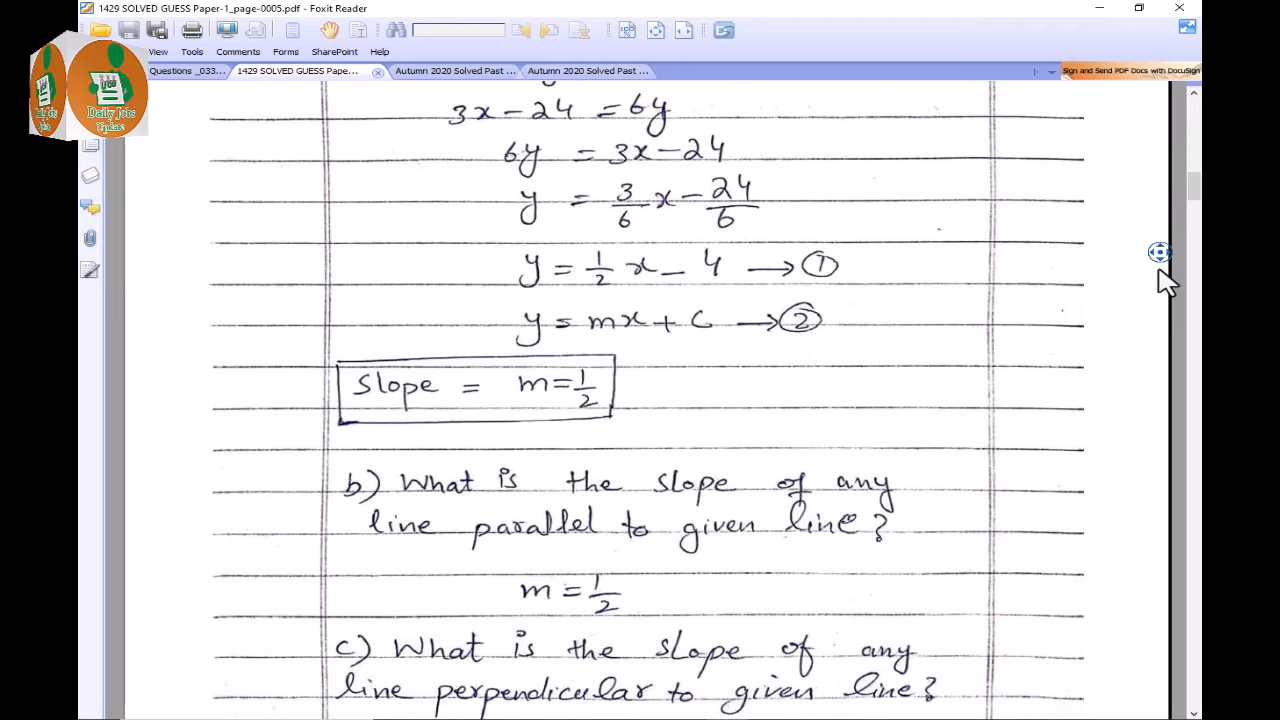 1429 SOLVED GUESS Paper-1_page-0005.pdf - Foxit Reader
View Tools Comments Forms SharePoint Help
Questions _033... 1429 SOLVED GUESS Pape... Autumn 2020 Solved Past ... Autumn 2020 Solved Past ... Sign and Send PDF Docs with DocuSign
Daily Jobs
Update
3x - 24 = 6y
6y = 3x - 24
y = 3/6 x - 24/6
y = 1/2 x - 4 → ①
y = mx + c → ②
Slope = m = 1/2
b) What is the slope of any
line parallel to given line?
m = 1/2
c) What is the slope of any
line perpendicular to given line?